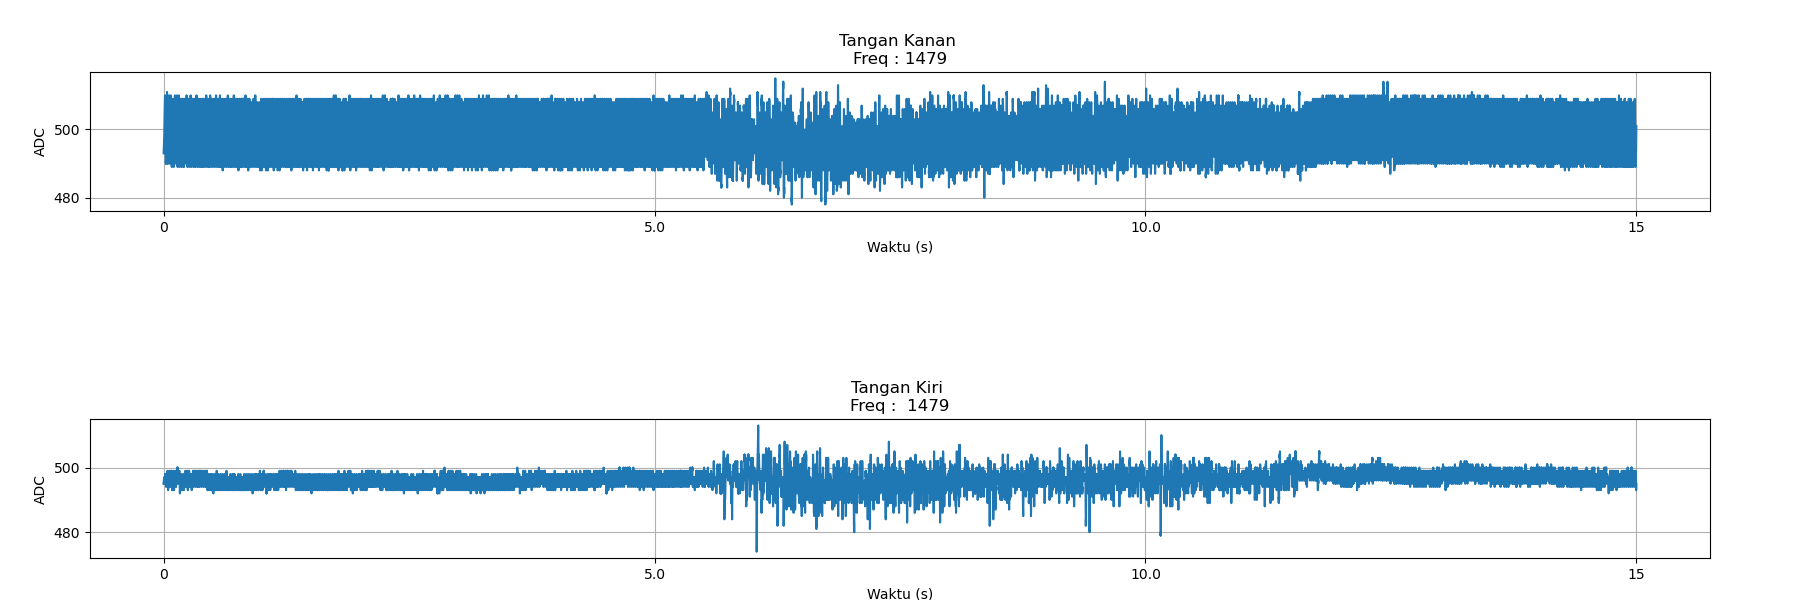 Tangan Kanan
Freq : 1479
ADC
500
480
0 5.0 10.0 15
Waktu (s)
Tangan Kiri
Freq :  1479
ADC
500
480
0 5.0 10.0 15
Waktu (s)